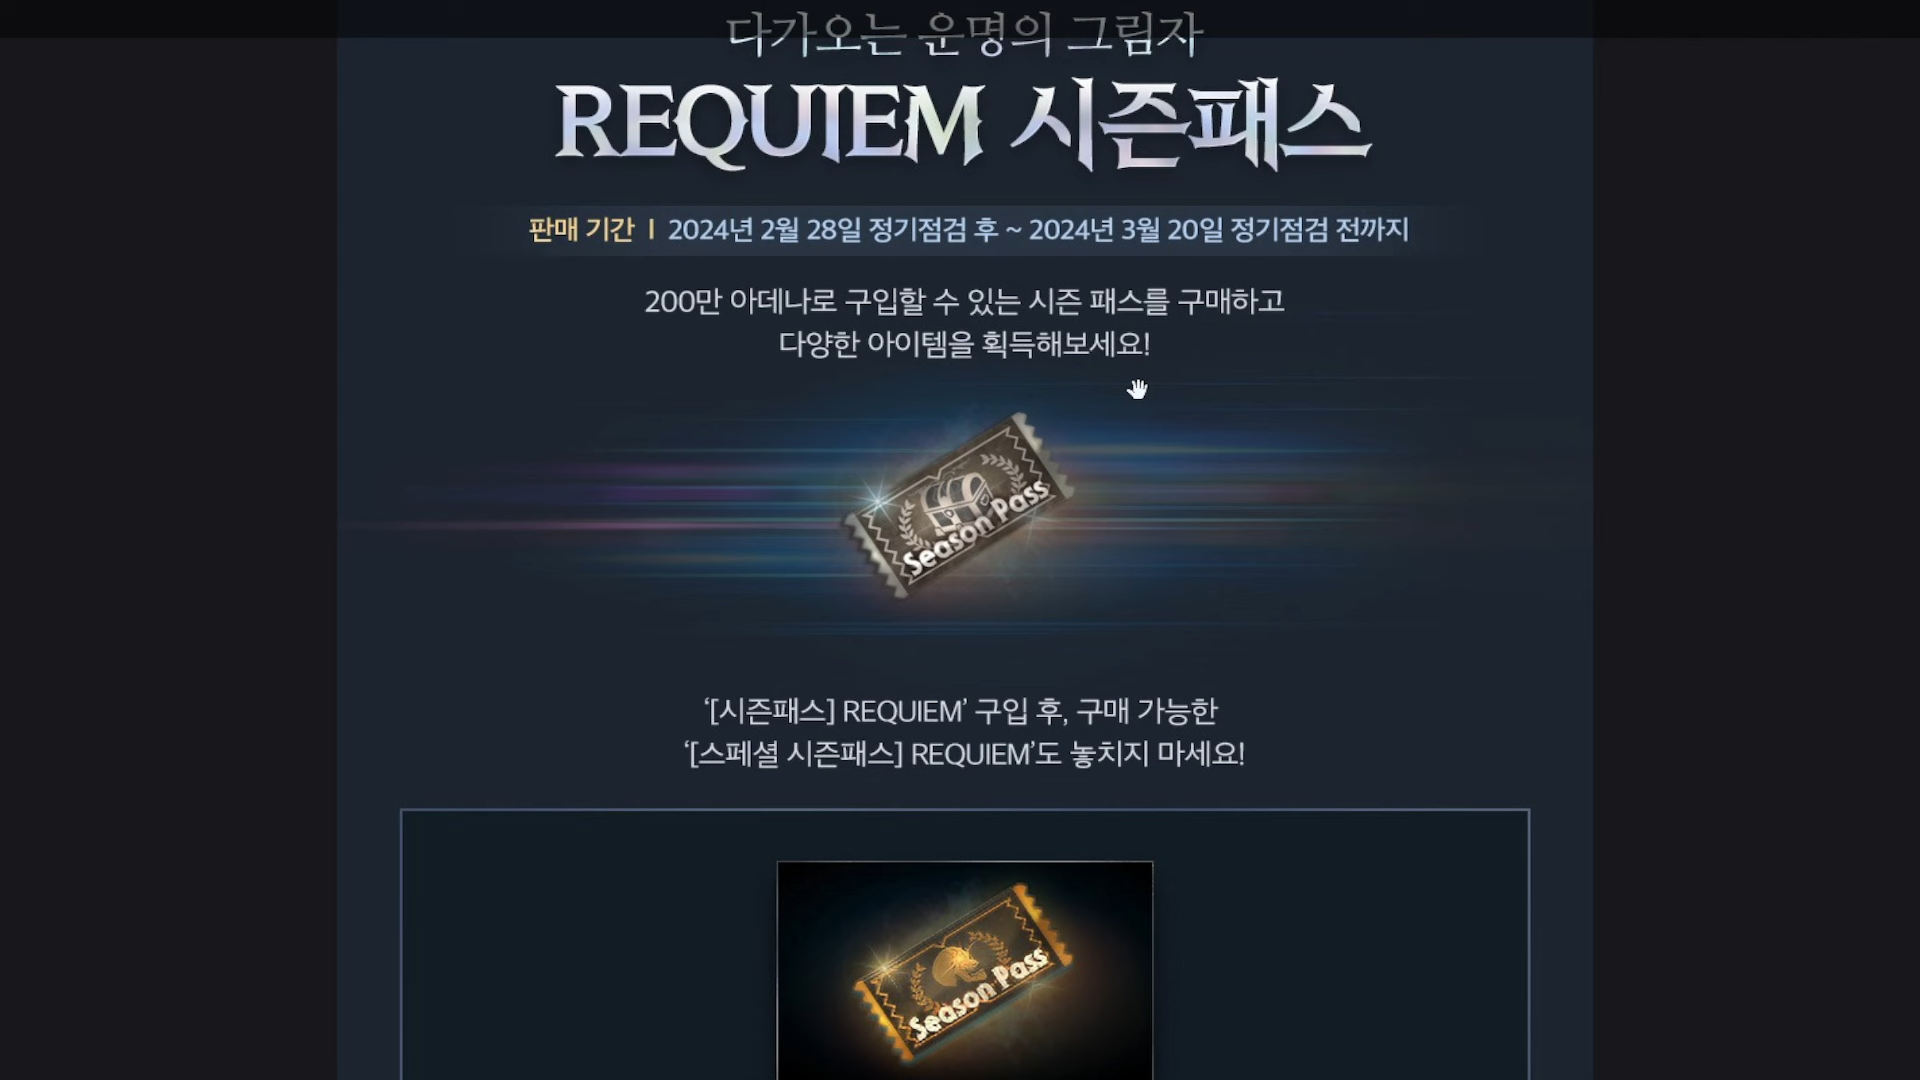 다가오는 운명의 그림자
REQUIEM 시즌패스
판매 기간 | 2024년 2월 28일 정기점검 후 ~ 2024년 3월 20일 정기점검 전까지
200만 아데나로 구입할 수 있는 시즌 패스를 구매하고
다양한 아이템을 획득해보세요!
Season Pass
‘[시즌패스] REQUIEM’ 구입 후, 구매 가능한
‘[스페셜 시즌패스] REQUIEM’도 놓치지 마세요!
Season Pass